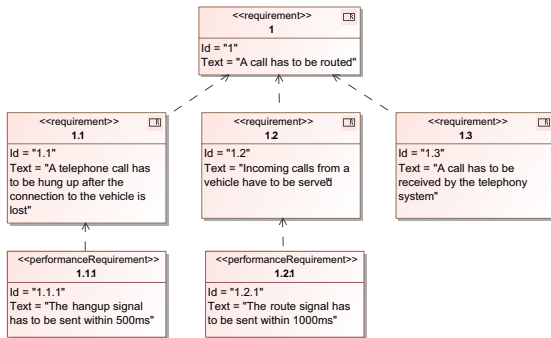 <<requirement>>
1
Id = "1"
Text = "A call has to be routed"
<<requirement>>
1.1
Id = "1.1"
Text = "A telephone call has
to be hung up after the
connection to the vehicle is
lost"
<<requirement>>
1.2
Id = "1.2"
Text = "Incoming calls from a
vehicle have to be served"
<<requirement>>
1.3
Id = "1.3"
Text = "A call has to be
received by the telephony
system"
<<performanceRequirement>>
1.1.1
Id = "1.1.1"
Text = "The hangup signal
has to be sent within 500ms"
<<performanceRequirement>>
1.2.1
Id = "1.2.1"
Text = "The route signal has
to be sent within 1000ms"